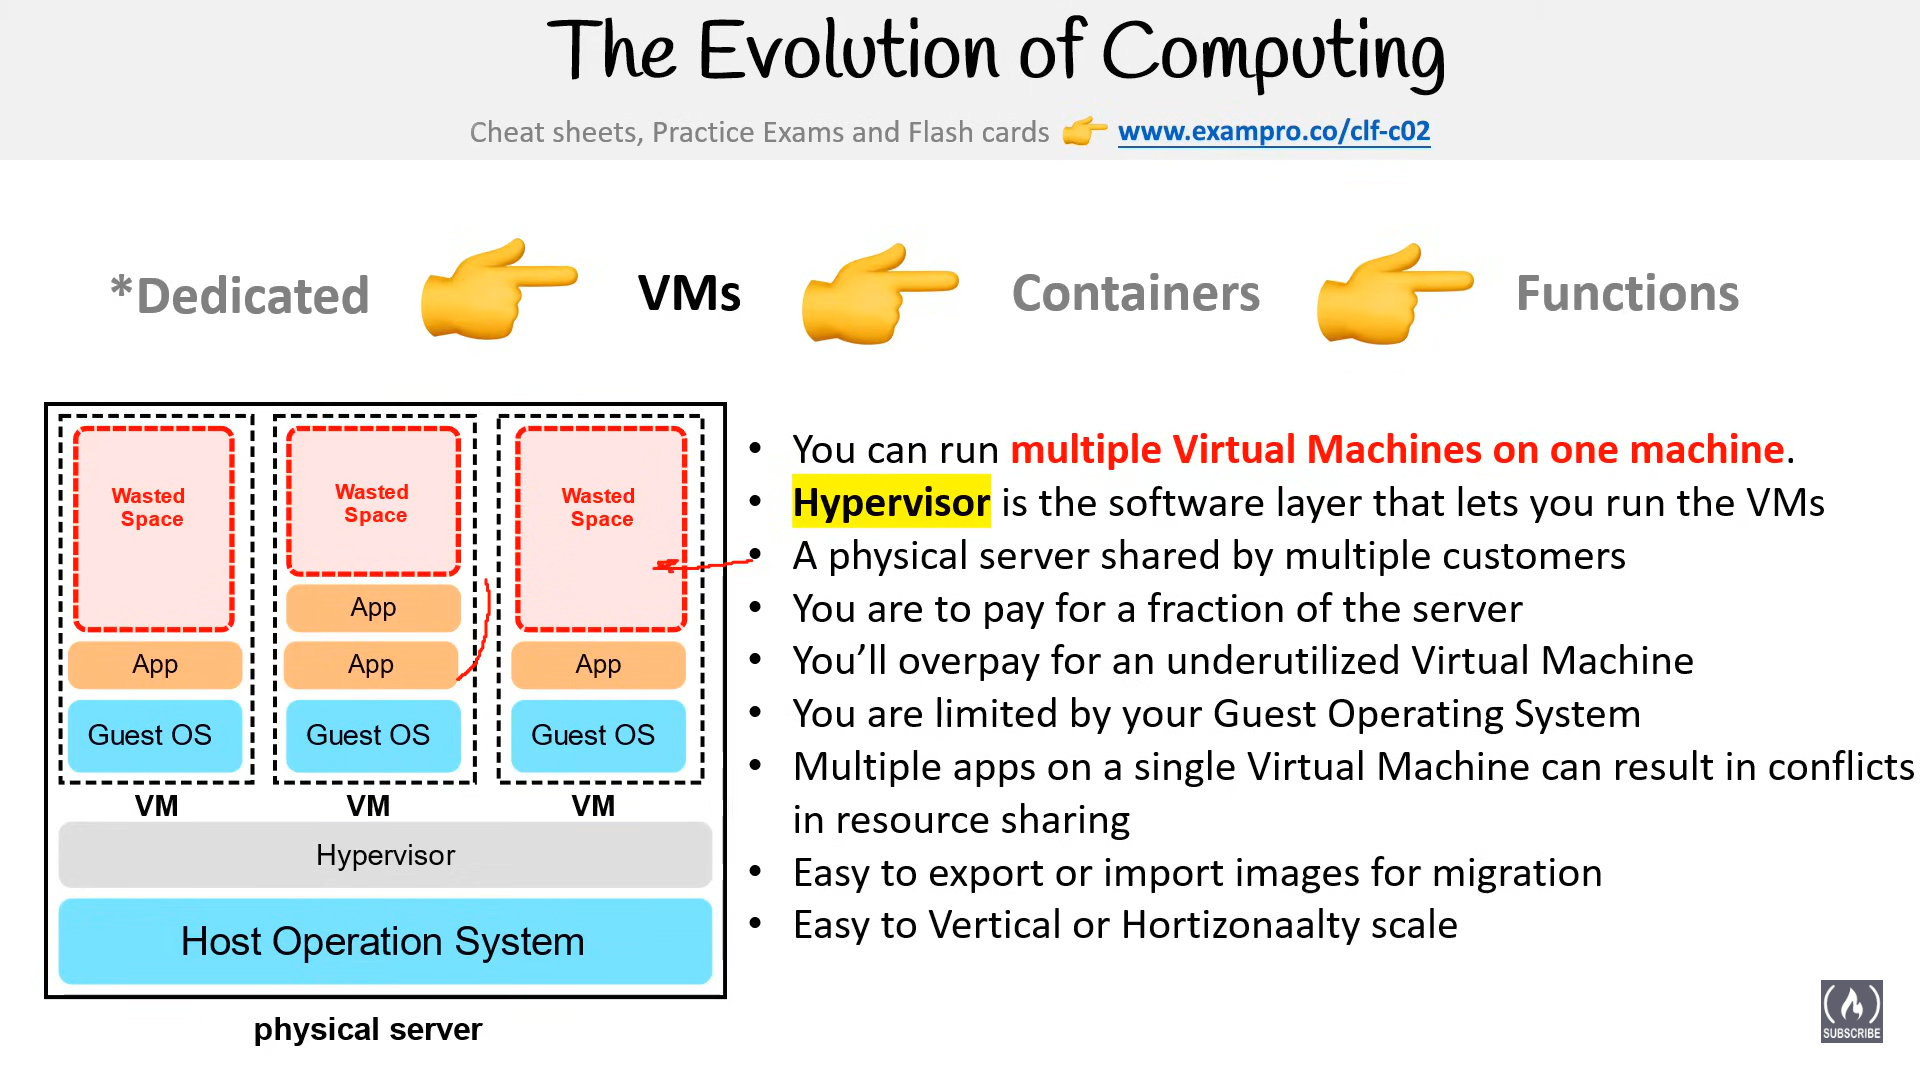 The Evolution of Computing
Cheat sheets, Practice Exams and Flash cards 👉 www.exampro.co/clf-c02
*Dedicated 👉 VMs 👉 Containers 👉 Functions
Wasted Space
Wasted Space
Wasted Space
App
App
App
App
Guest OS
Guest OS
Guest OS
VM
VM
VM
Hypervisor
Host Operation System
physical server
• You can run multiple Virtual Machines on one machine.
• Hypervisor is the software layer that lets you run the VMs
• A physical server shared by multiple customers
• You are to pay for a fraction of the server
• You’ll overpay for an underutilized Virtual Machine
• You are limited by your Guest Operating System
• Multiple apps on a single Virtual Machine can result in conflicts
in resource sharing
• Easy to export or import images for migration
• Easy to Vertical or Hortizonaalty scale
SUBSCRIBE